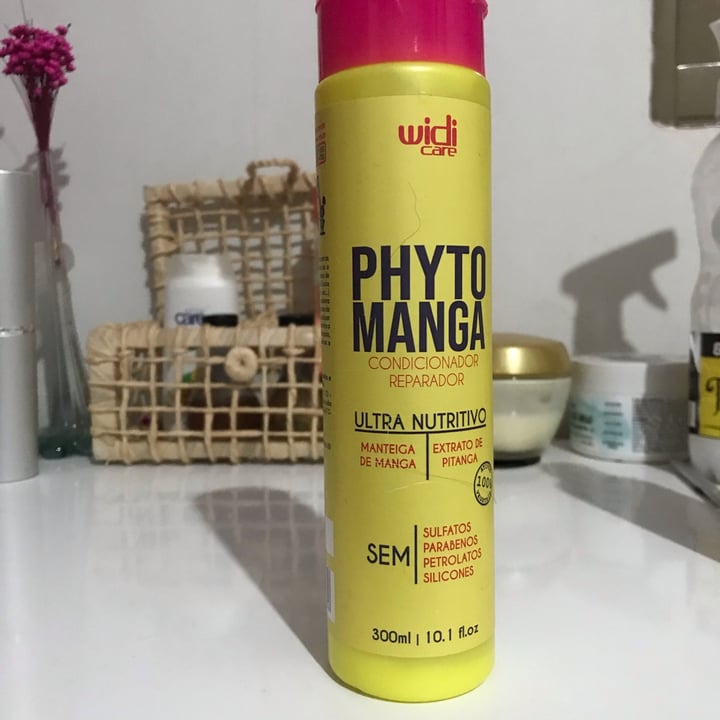 widi
care
PHYTO
MANGA
CONDICIONADOR
REPARADOR
ULTRA NUTRITIVO
MANTEIGA
DE MANGA
EXTRATO DE
PITANGA
100%
SEM
SULFATOS
PARABENOS
PETROLATOS
SILICONES
300ml | 10.1 fl.oz